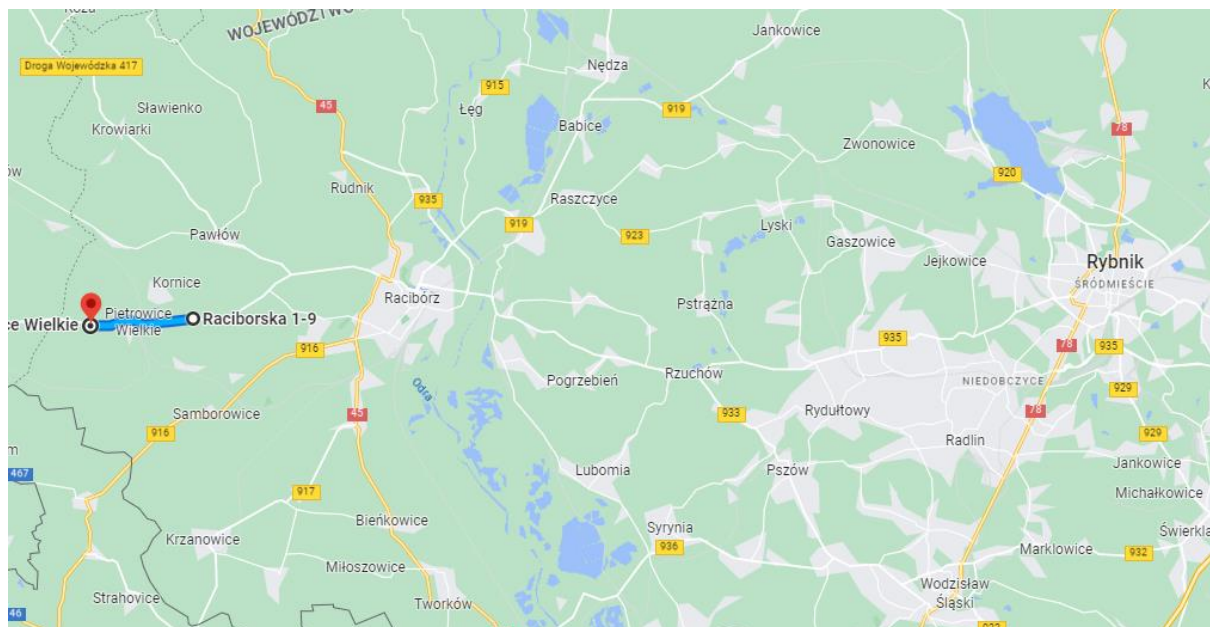 WOJEWÓDZTWO
Jankowice
Droga Wojewódzka 417
Nędza
45
915
Łęg
919
78
Sławienko
Krowiarki
Babice
Zwonowice
920
Rudnik
935
Raszczyce
919
923
Lyski
Pawłów
Gaszowice
Jejkowice
Rybnik
ŚRÓDMIEŚCIE
Kornice
Racibórz
Pstrążna
ce Wielkie
Pietrowice
Wielkie
Raciborska 1-9
916
935
78
935
Pogrzebień
Rzuchów
NIEDOBCZYCE
929
Odra
Samborowice
45
933
Rydułtowy
78
916
Radlin
929
467
Lubomia
Pszów
Jankowice
917
Michałkowice
Bieńkowice
Syrynia
Krzanowice
936
Marklowice
932
Świerkla
Miłoszowice
Wodzisław
Śląski
Strahovice
Tworków
46